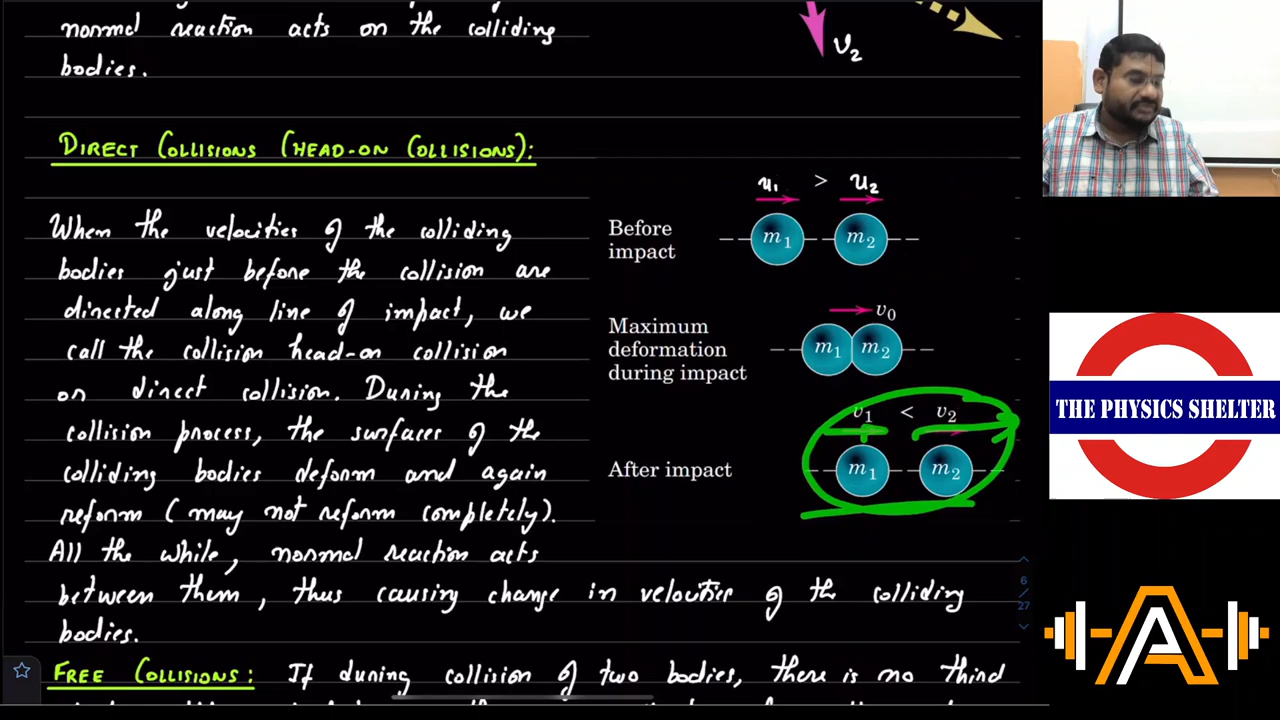 normal reaction acts on the colliding
bodies.
v2
DIRECT COLLISIONS (HEAD-ON COLLISIONS):
When the velocities of the colliding
bodies just before the collision are
directed along line of impact, we
call the collision head-on collision
or direct collision. During the
collision process, the surfaces of the
colliding bodies deform and again
reform (may not reform completely).
All the while, normal reaction acts
between them, thus causing change in velocities of the colliding
bodies.
u1 > u2
Before
impact
m1 m2
v0
Maximum
deformation
during impact
m1 m2
v1 < v2
After impact
m1 m2
FREE COLLISIONS: If during collision of two bodies, there is no third
6
/
27
THE PHYSICS SHELTER